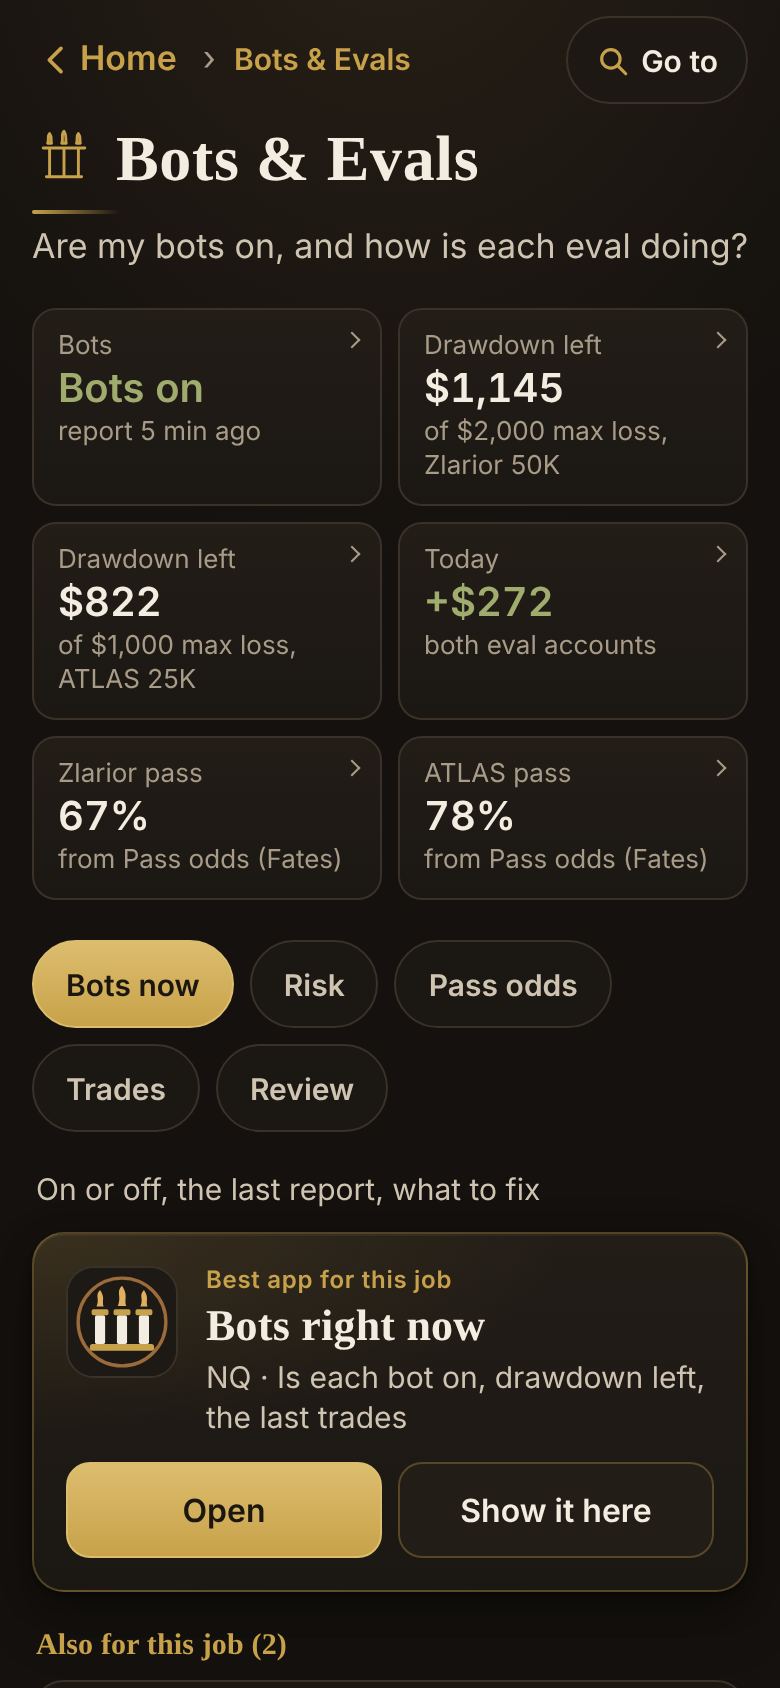 Home › Bots & Evals
Go to
Bots & Evals
Are my bots on, and how is each eval doing?
Bots
Bots on
report 5 min ago
Drawdown left
$1,145
of $2,000 max loss,
Zlarior 50K
Drawdown left
$822
of $1,000 max loss,
ATLAS 25K
Today
+$272
both eval accounts
Zlarior pass
67%
from Pass odds (Fates)
ATLAS pass
78%
from Pass odds (Fates)
Bots now
Risk
Pass odds
Trades
Review
On or off, the last report, what to fix
Best app for this job
Bots right now
NQ · Is each bot on, drawdown left,
the last trades
Open
Show it here
Also for this job (2)